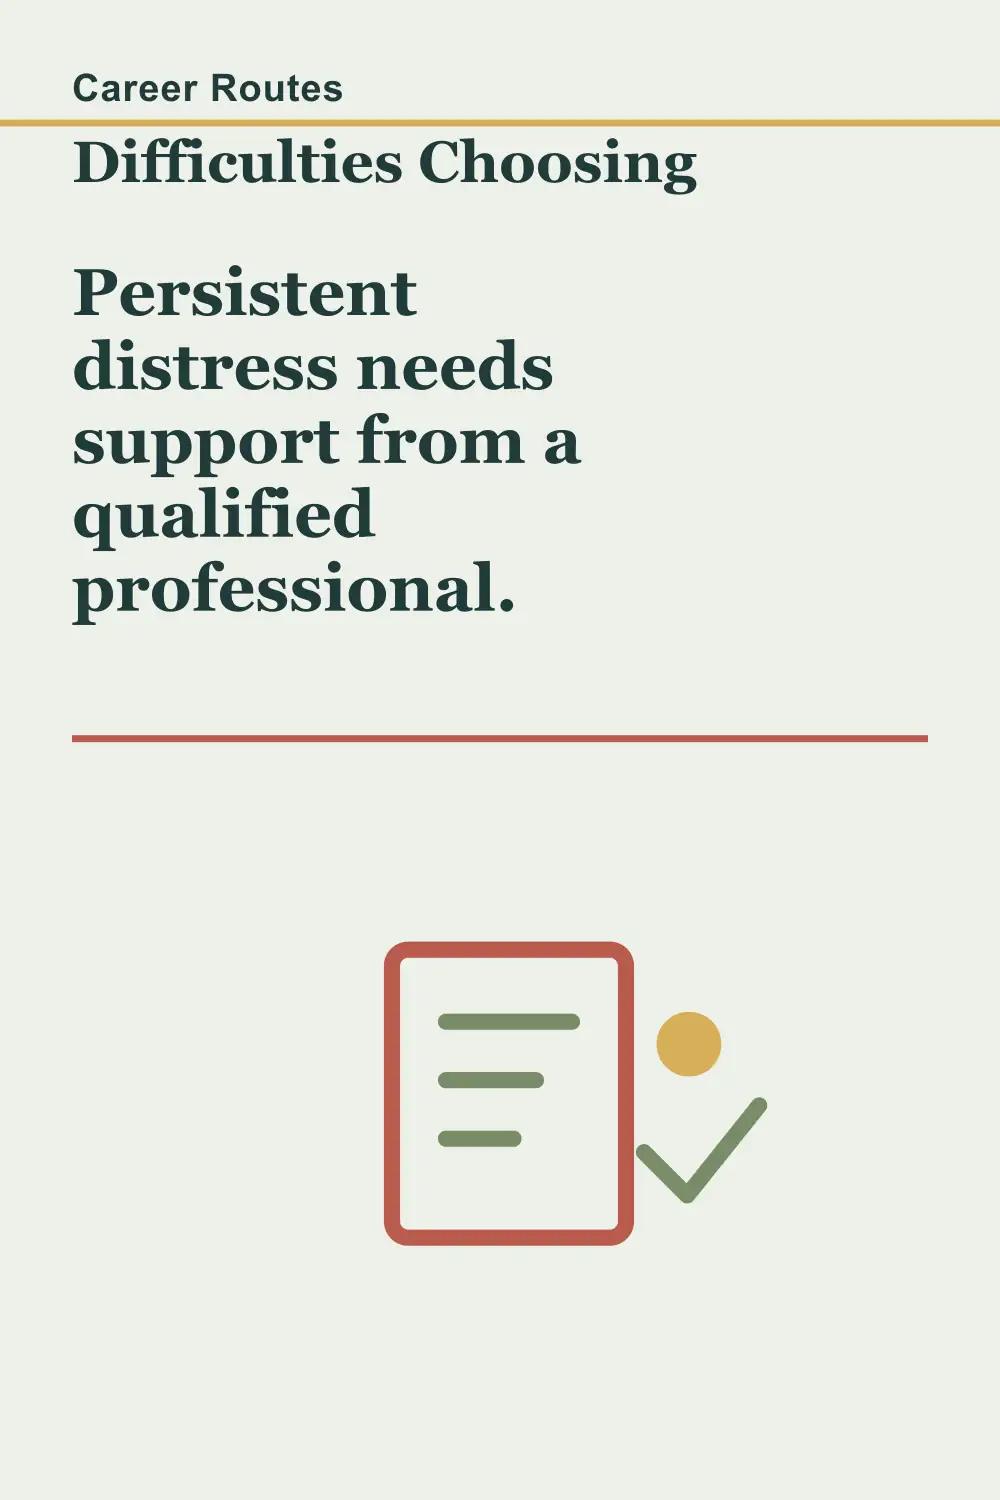 Career Routes
Difficulties Choosing
Persistent
distress needs
support from a
qualified
professional.